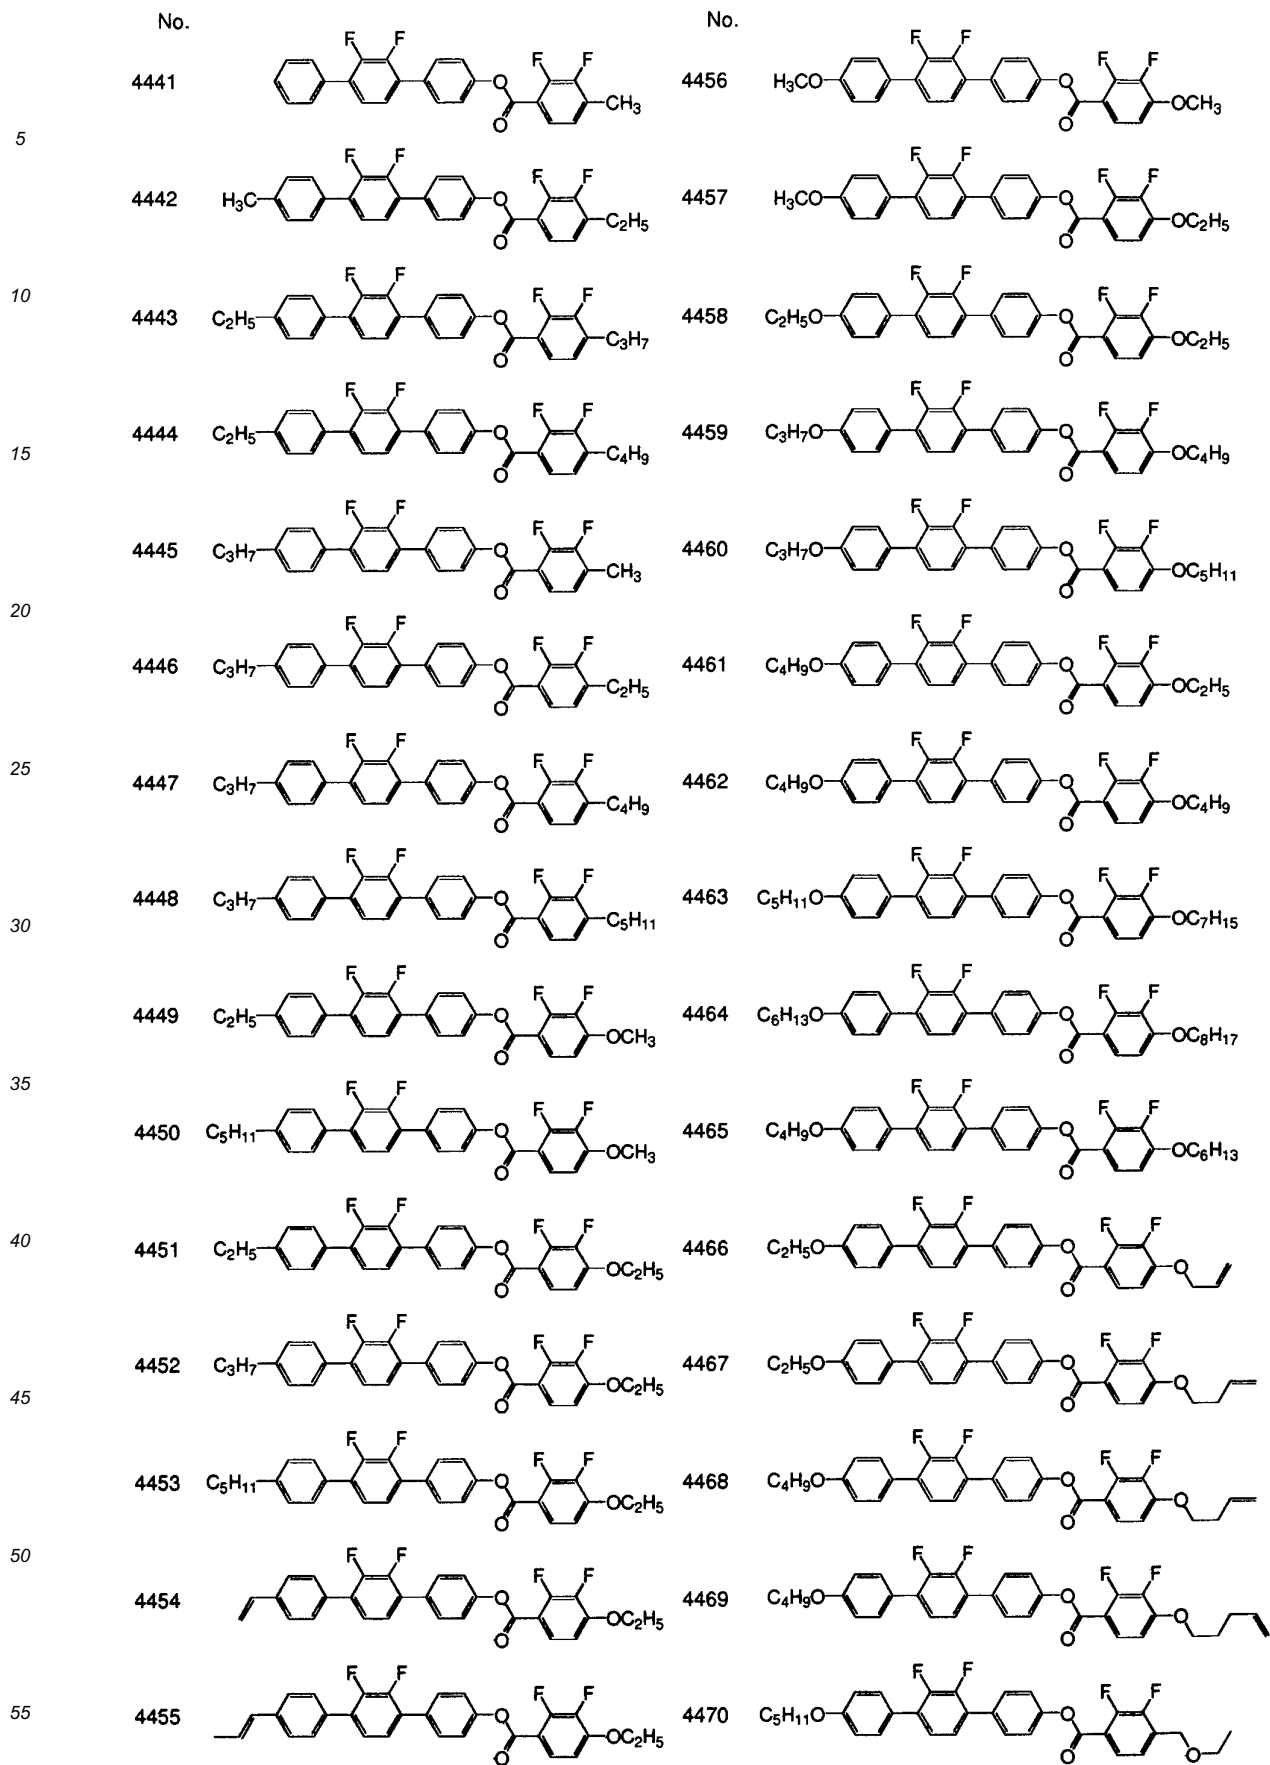 No.
No.
4441
F F
O
O
F F
CH3
5
4442
H3C
F F
O
O
F F
C2H5
4443
C2H5
F F
O
O
F F
C3H7
10
4444
C2H5
F F
O
O
F F
C4H9
15
4445
C3H7
F F
O
O
F F
CH3
20
4446
C3H7
F F
O
O
F F
C2H5
4447
C3H7
F F
O
O
F F
C4H9
25
4448
C3H7
F F
O
O
F F
C5H11
30
4449
C2H5
F F
O
O
F F
OCH3
35
4450
C5H11
F F
O
O
F F
OCH3
4451
C2H5
F F
O
O
F F
OC2H5
40
4452
C3H7
F F
O
O
F F
OC2H5
45
4453
C5H11
F F
O
O
F F
OC2H5
50
4454
F F
O
O
F F
OC2H5
55
4455
F F
O
O
F F
OC2H5
4456
H3CO
F F
O
O
F F
OCH3
4457
H3CO
F F
O
O
F F
OC2H5
4458
C2H5O
F F
O
O
F F
OC2H5
4459
C3H7O
F F
O
O
F F
OC4H9
4460
C3H7O
F F
O
O
F F
OC5H11
4461
C4H9O
F F
O
O
F F
OC2H5
4462
C4H9O
F F
O
O
F F
OC4H9
4463
C5H11O
F F
O
O
F F
OC7H15
4464
C6H13O
F F
O
O
F F
OC8H17
4465
C4H9O
F F
O
O
F F
OC6H13
4466
C2H5O
F F
O
O
F F
O
4467
C2H5O
F F
O
O
F F
O
4468
C4H9O
F F
O
O
F F
O
4469
C4H9O
F F
O
O
F F
O
4470
C5H11O
F F
O
O
F F
O